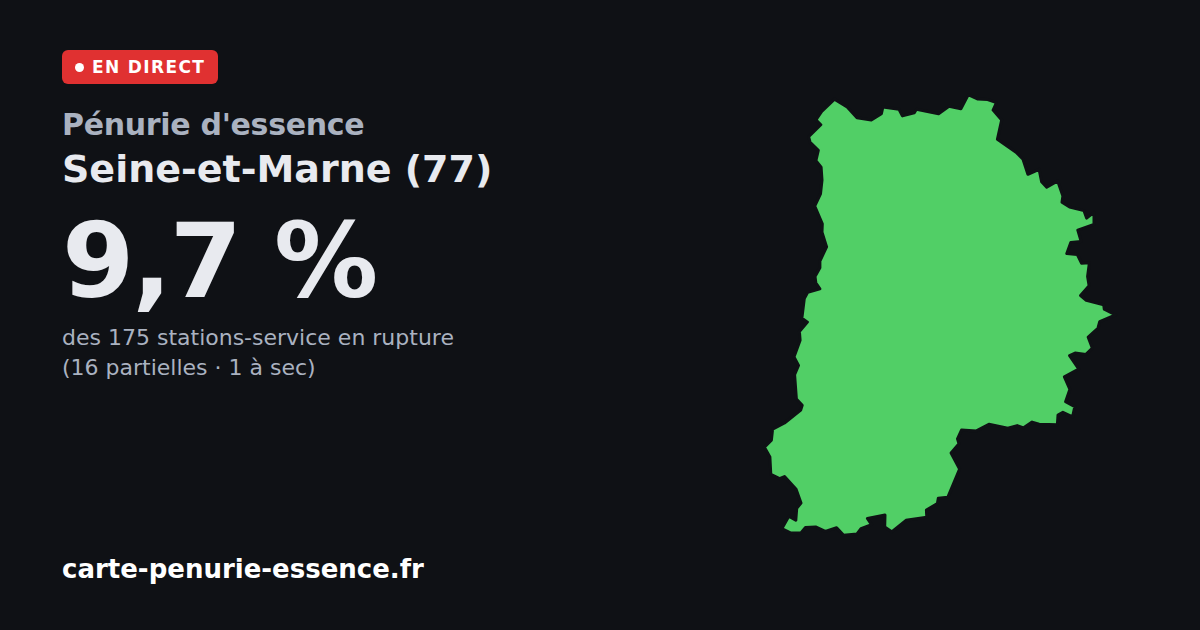 EN DIRECT
Pénurie d'essence
Seine-et-Marne (77)
9,7 %
des 175 stations-service en rupture
(16 partielles · 1 à sec)
carte-penurie-essence.fr